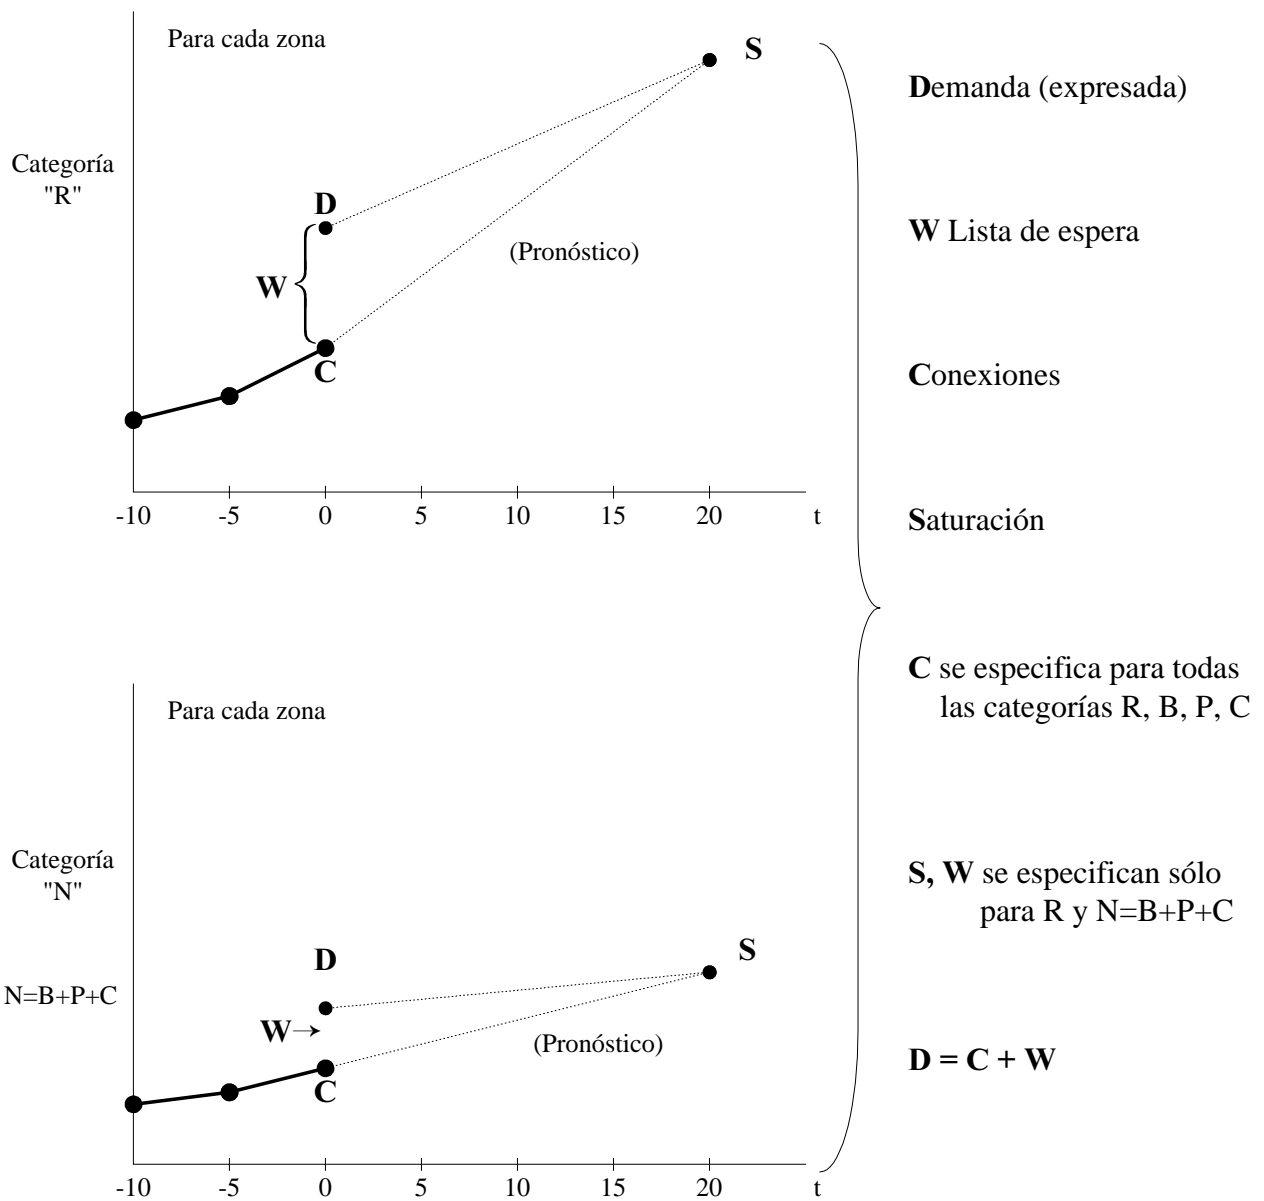 Para cada zona
S
Categoría
"R"
D
(Pronóstico)
W
C
-10 -5 0 5 10 15 20 t
Para cada zona
Categoría
"N"
D
S
N=B+P+C
W→
(Pronóstico)
C
-10 -5 0 5 10 15 20 t
Demanda (expresada)
W Lista de espera
Conexiones
Saturación
C se especifica para todas
las categorías R, B, P, C
S, W se especifican sólo
para R y N=B+P+C
D = C + W